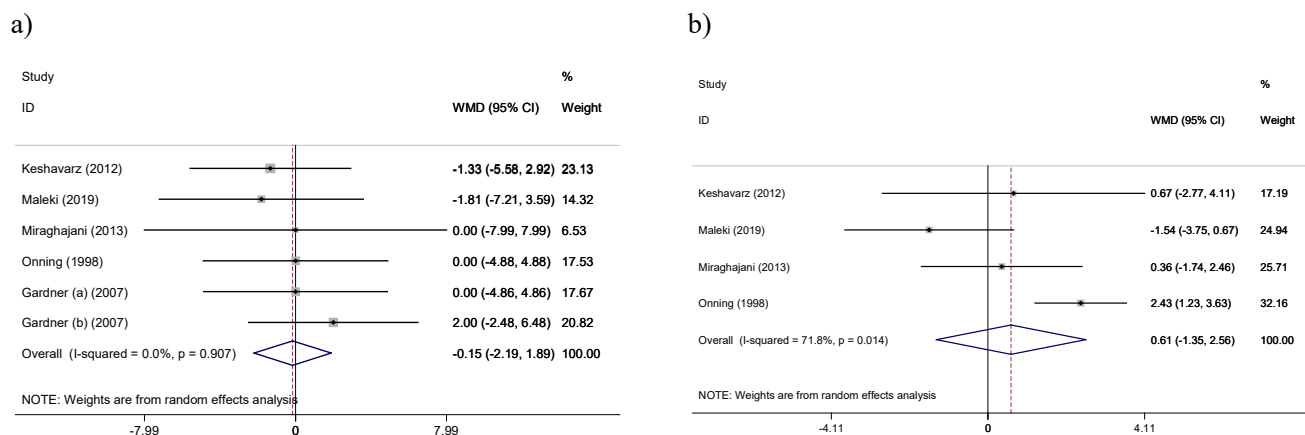 a)
Study %
ID WMD (95% CI) Weight
Keshavarz (2012) -1.33 (-5.58, 2.92) 23.13
Maleki (2019) -1.81 (-7.21, 3.59) 14.32
Miraghajani (2013) 0.00 (-7.99, 7.99) 6.53
Onning (1998) 0.00 (-4.88, 4.88) 17.53
Gardner (a) (2007) 0.00 (-4.86, 4.86) 17.67
Gardner (b) (2007) 2.00 (-2.48, 6.48) 20.82
Overall (I-squared = 0.0%, p = 0.907) -0.15 (-2.19, 1.89) 100.00
NOTE: Weights are from random effects analysis
-7.99 0 7.99
b)
Study %
ID WMD (95% CI) Weight
Keshavarz (2012) 0.67 (-2.77, 4.11) 17.19
Maleki (2019) -1.54 (-3.75, 0.67) 24.94
Miraghajani (2013) 0.36 (-1.74, 2.46) 25.71
Onning (1998) 2.43 (1.23, 3.63) 32.16
Overall (I-squared = 71.8%, p = 0.014) 0.61 (-1.35, 2.56) 100.00
NOTE: Weights are from random effects analysis
-4.11 0 4.11